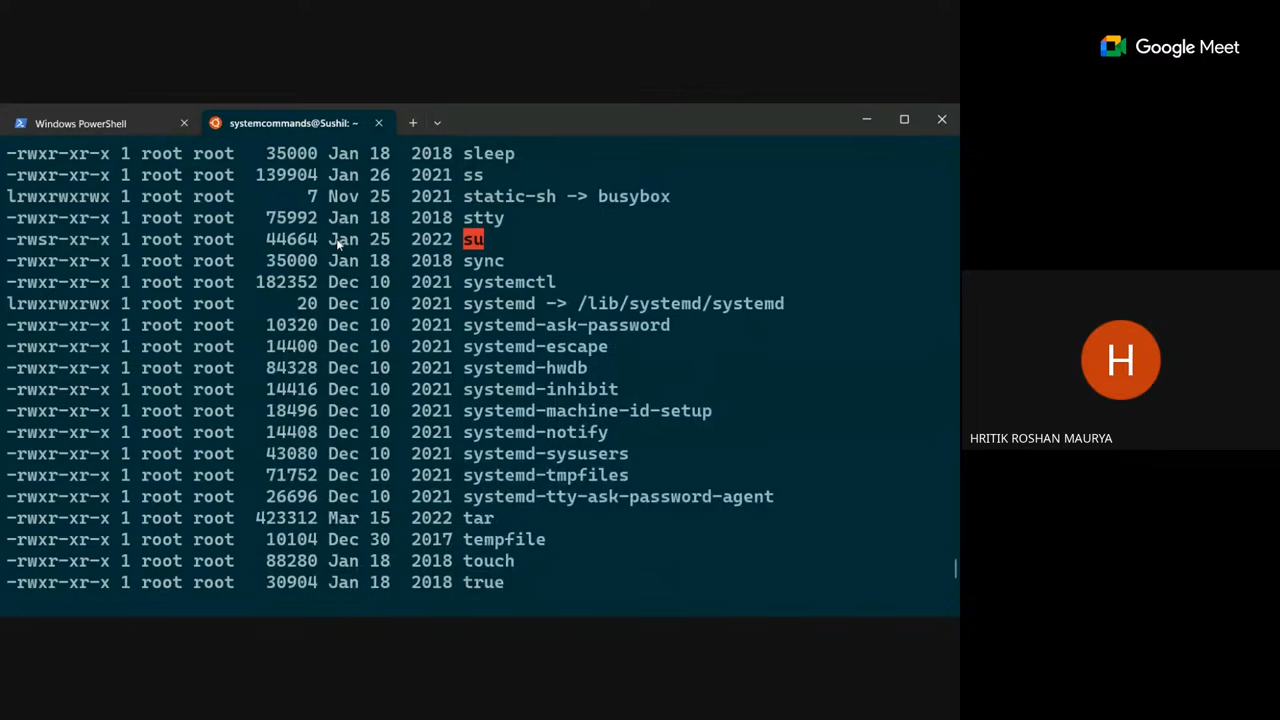 Google Meet
Windows PowerShell
systemcommands@Sushil: ~
-rwxr-xr-x 1 root root 35000 Jan 18 2018 sleep
-rwxr-xr-x 1 root root 139904 Jan 26 2021 ss
lrwxrwxrwx 1 root root 7 Nov 25 2021 static-sh -> busybox
-rwxr-xr-x 1 root root 75992 Jan 18 2018 stty
-rwsr-xr-x 1 root root 44664 Jan 25 2022 su
-rwxr-xr-x 1 root root 35000 Jan 18 2018 sync
-rwxr-xr-x 1 root root 182352 Dec 10 2021 systemctl
lrwxrwxrwx 1 root root 20 Dec 10 2021 systemd -> /lib/systemd/systemd
-rwxr-xr-x 1 root root 10320 Dec 10 2021 systemd-ask-password
-rwxr-xr-x 1 root root 14400 Dec 10 2021 systemd-escape
-rwxr-xr-x 1 root root 84328 Dec 10 2021 systemd-hwdb
-rwxr-xr-x 1 root root 14416 Dec 10 2021 systemd-inhibit
-rwxr-xr-x 1 root root 18496 Dec 10 2021 systemd-machine-id-setup
-rwxr-xr-x 1 root root 14408 Dec 10 2021 systemd-notify
-rwxr-xr-x 1 root root 43080 Dec 10 2021 systemd-sysusers
-rwxr-xr-x 1 root root 71752 Dec 10 2021 systemd-tmpfiles
-rwxr-xr-x 1 root root 26696 Dec 10 2021 systemd-tty-ask-password-agent
-rwxr-xr-x 1 root root 423312 Mar 15 2022 tar
-rwxr-xr-x 1 root root 10104 Dec 30 2017 tempfile
-rwxr-xr-x 1 root root 88280 Jan 18 2018 touch
-rwxr-xr-x 1 root root 30904 Jan 18 2018 true
H
HRITIK ROSHAN MAURYA